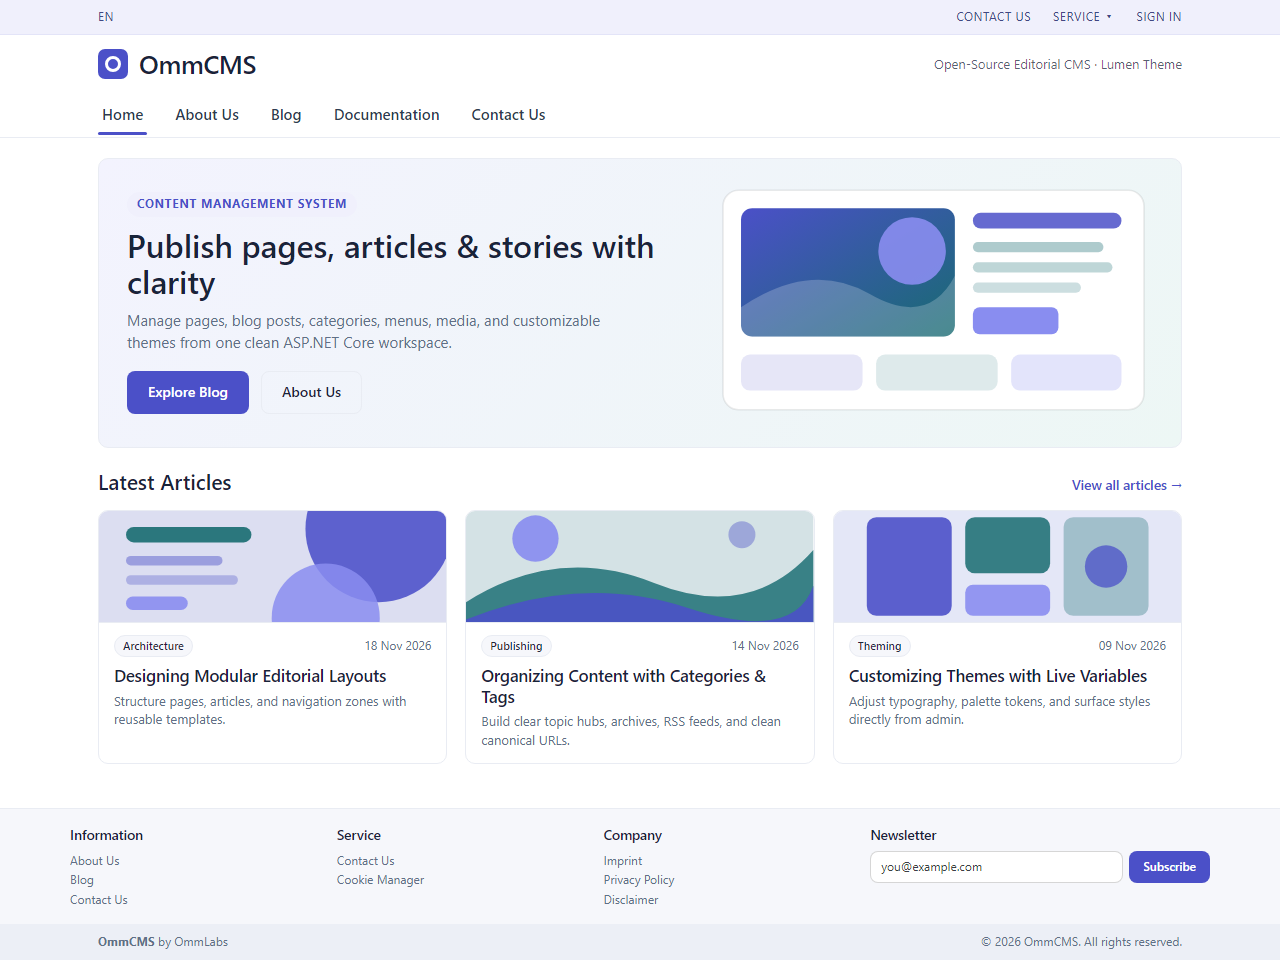 EN
CONTACT US
SERVICE
SIGN IN
OmmCMS
Open-Source Editorial CMS · Lumen Theme
Home
About Us
Blog
Documentation
Contact Us
CONTENT MANAGEMENT SYSTEM
Publish pages, articles & stories with
clarity
Manage pages, blog posts, categories, menus, media, and customizable
themes from one clean ASP.NET Core workspace.
Explore Blog
About Us
Latest Articles
View all articles →
Architecture
18 Nov 2026
Designing Modular Editorial Layouts
Structure pages, articles, and navigation zones with
reusable templates.
Publishing
14 Nov 2026
Organizing Content with Categories &
Tags
Build clear topic hubs, archives, RSS feeds, and clean
canonical URLs.
Theming
09 Nov 2026
Customizing Themes with Live Variables
Adjust typography, palette tokens, and surface styles
directly from admin.
Information
About Us
Blog
Contact Us
Service
Contact Us
Cookie Manager
Company
Imprint
Privacy Policy
Disclaimer
Newsletter
you@example.com
Subscribe
OmmCMS by OmmLabs
© 2026 OmmCMS. All rights reserved.